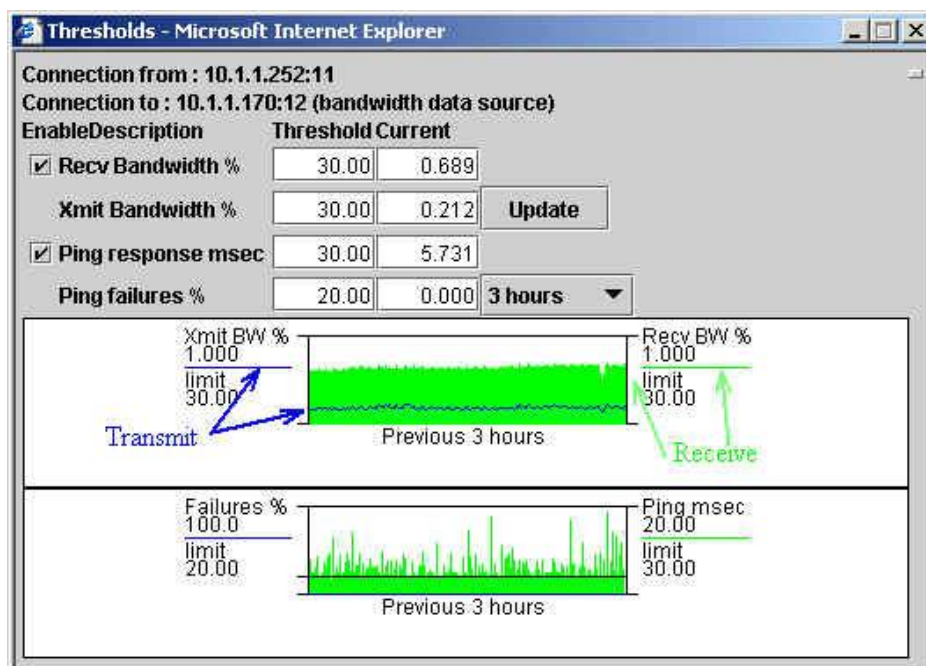 Thresholds - Microsoft Internet Explorer
Connection from : 10.1.1.252:11
Connection to : 10.1.1.170:12 (bandwidth data source)
EnableDescription Threshold Current
Recv Bandwidth % 30.00 0.689
Xmit Bandwidth % 30.00 0.212 Update
Ping response msec 30.00 5.731
Ping failures % 20.00 0.000 3 hours
Xmit BW % Recv BW %
1.000 1.000
limit limit
30.00 30.00
Transmit Previous 3 hours Receive
Failures % Ping msec
100.0 20.00
limit limit
20.00 30.00
Previous 3 hours